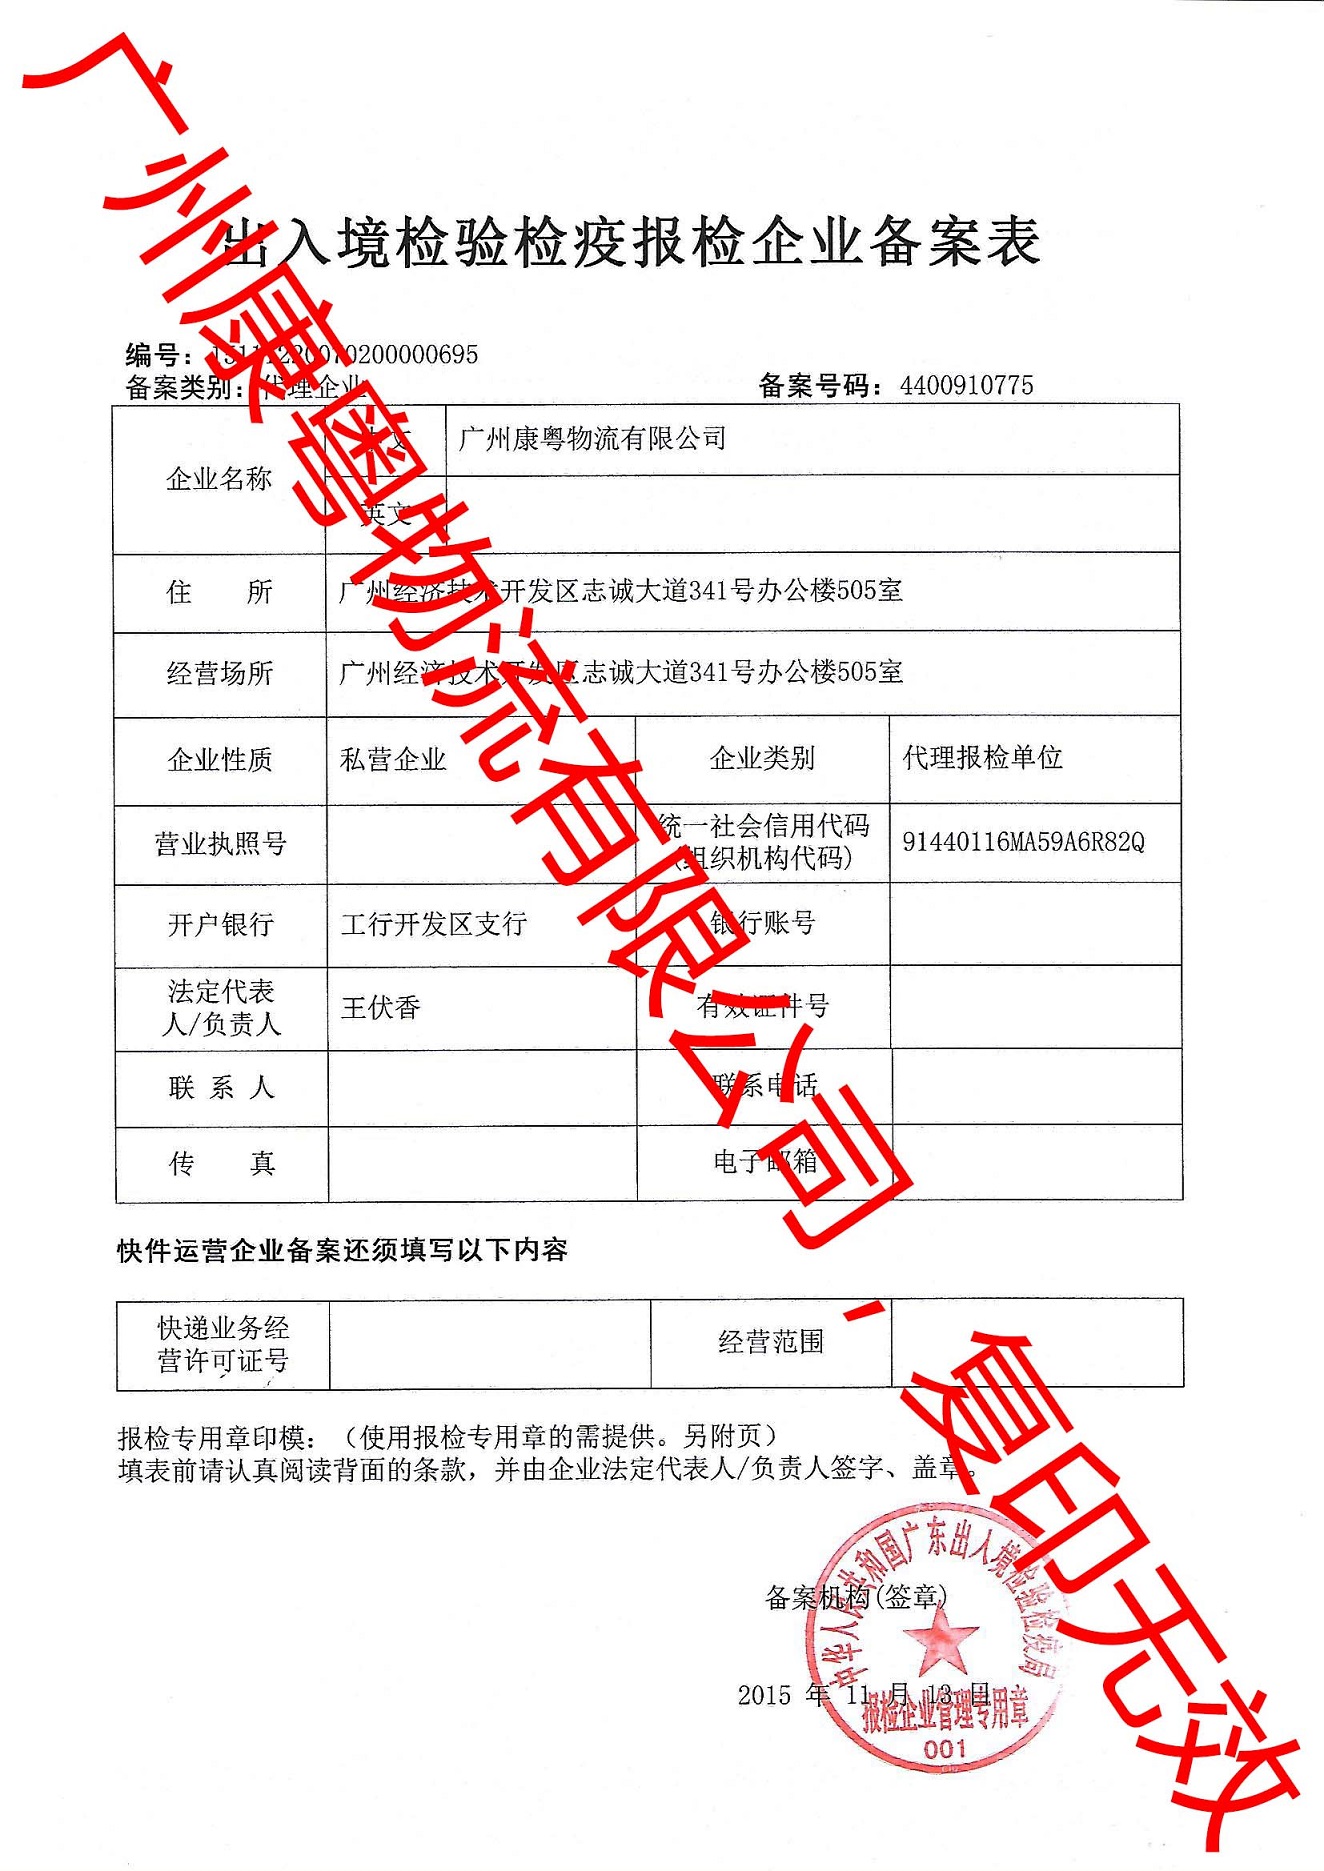 出入境检验检疫报检企业备案表
编号：15111220070200000695
备案类别：代理企业 备案号码：4400910775
企业名称 中文 广州康粤物流有限公司
英文
住 所 广州经济技术开发区志诚大道341号办公楼505室
经营场所 广州经济技术开发区志诚大道341号办公楼505室
企业性质 私营企业 企业类别 代理报检单位
营业执照号 统一社会信用代码
(组织机构代码) 91440116MA59A6R82Q
开户银行 工行开发区支行 银行账号
法定代表
人/负责人 王伏香 有效证件号
联 系 人 联系电话
传 真 电子邮箱
快件运营企业备案还须填写以下内容
快递业务经
营许可证号 经营范围
报检专用章印模：（使用报检专用章的需提供。另附页）
填表前请认真阅读背面的条款，并由企业法定代表人/负责人签字、盖章。
备案机构(签章)
2015 年 11 月 13 日
中华人民共和国广东出入境检验检疫局
报检企业管理专用章
001
广州康粤物流有限公司，复印无效